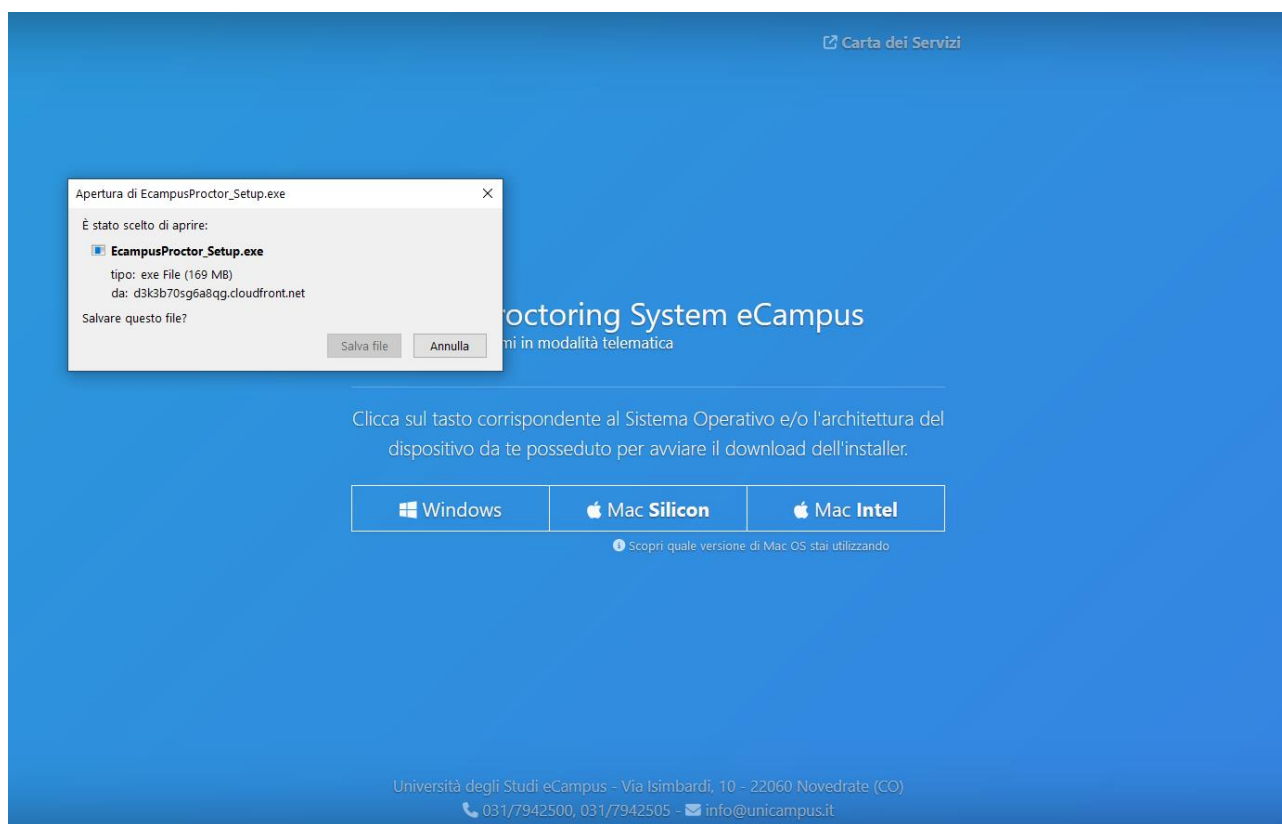 Carta dei Servizi
Apertura di EcampusProctor_Setup.exe
È stato scelto di aprire:
EcampusProctor_Setup.exe
tipo: exe File (169 MB)
da: d3k3b70sg6a8qg.cloudfront.net
Salvare questo file?
Salva file Annulla
octoring System eCampus
mi in modalità telematica
Clicca sul tasto corrispondente al Sistema Operativo e/o l'architettura del
dispositivo da te posseduto per avviare il download dell'installer.
Windows Mac Silicon Mac Intel
Scopri quale versione di Mac OS stai utilizzando
Università degli Studi eCampus - Via Isimbardi, 10 - 22060 Novedrate (CO)
031/7942500, 031/7942505 - info@unicampus.it